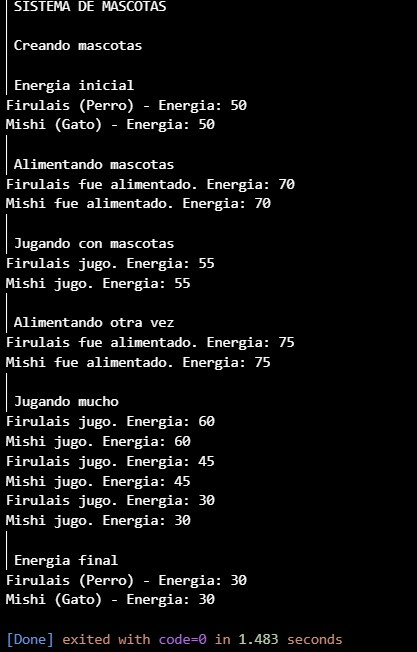 SISTEMA DE MASCOTAS
Creando mascotas
Energia inicial
Firulais (Perro) - Energia: 50
Mishi (Gato) - Energia: 50
Alimentando mascotas
Firulais fue alimentado. Energia: 70
Mishi fue alimentado. Energia: 70
Jugando con mascotas
Firulais jugo. Energia: 55
Mishi jugo. Energia: 55
Alimentando otra vez
Firulais fue alimentado. Energia: 75
Mishi fue alimentado. Energia: 75
Jugando mucho
Firulais jugo. Energia: 60
Mishi jugo. Energia: 60
Firulais jugo. Energia: 45
Mishi jugo. Energia: 45
Firulais jugo. Energia: 30
Mishi jugo. Energia: 30
Energia final
Firulais (Perro) - Energia: 30
Mishi (Gato) - Energia: 30
[Done] exited with code=0 in 1.483 seconds